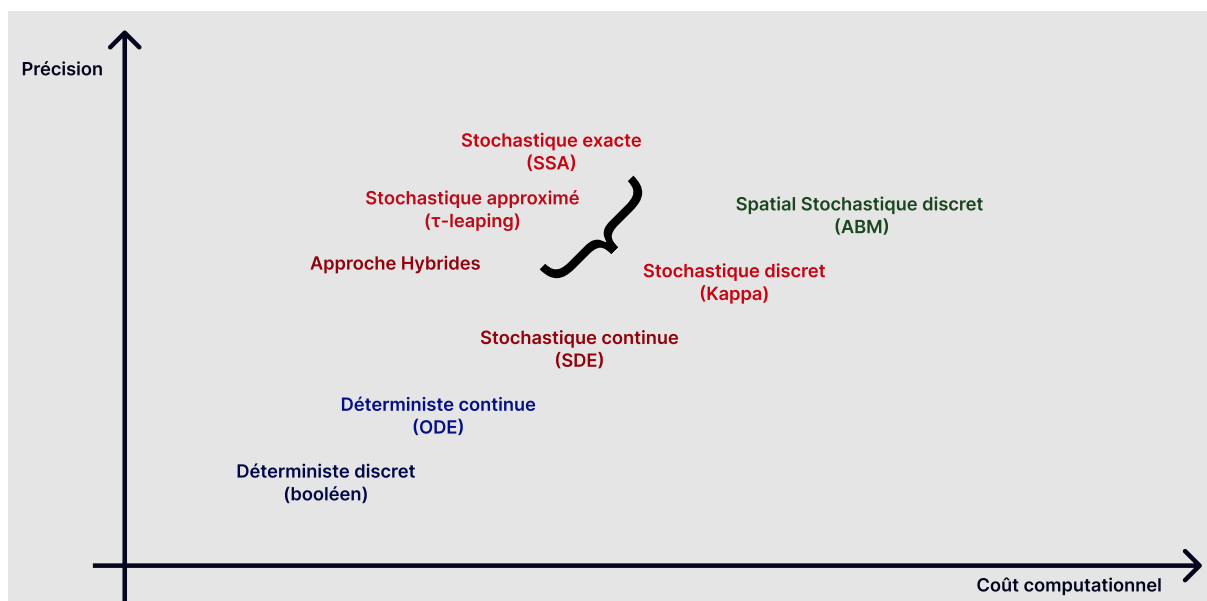 Précision
Stochastique exacte
(SSA)
Stochastique approximé
(τ-leaping)
Spatial Stochastique discret
(ABM)
Approche Hybrides
Stochastique discret
(Kappa)
Stochastique continue
(SDE)
Déterministe continue
(ODE)
Déterministe discret
(booléen)
Coût computationnel